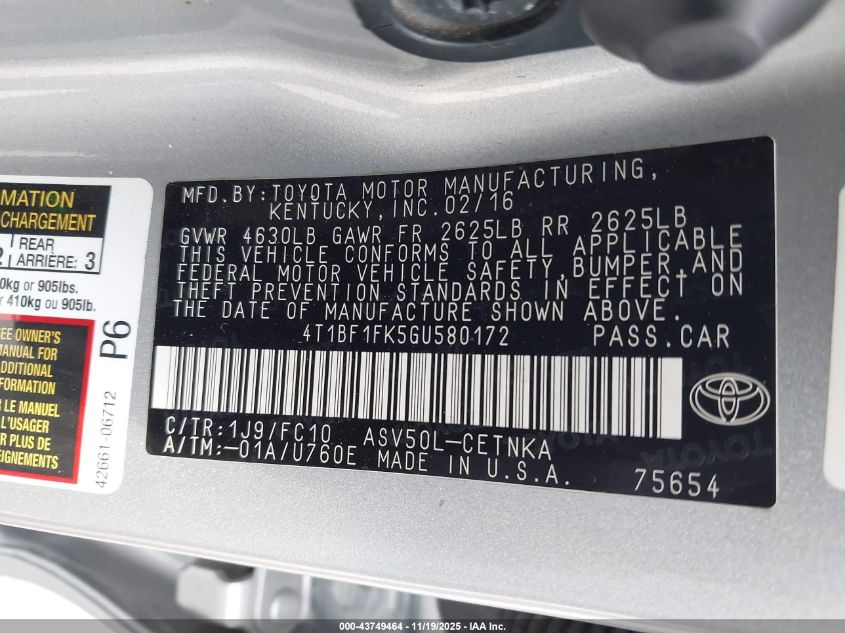 MATION
CHARGEMENT
2 REAR
ARRIÈRE: 3
0kg or 905lbs.
410kg ou 905lb.
EE OWNER'S
MANUAL FOR
ADDITIONAL
FORMATION
R LE MANUEL
L'USAGER
R PLUS DE
EIGNEMENTS
P6
42661-06712
MFD.BY:TOYOTA MOTOR MANUFACTURING,
KENTUCKY,INC.02/16
GVWR 4630LB GAWR FR 2625LB RR 2625LB
THIS VEHICLE CONFORMS TO ALL APPLICABLE
FEDERAL MOTOR VEHICLE SAFETY,BUMPER,AND
THEFT PREVENTION STANDARDS IN EFFECT ON
THE DATE OF MANUFACTURE SHOWN ABOVE.
4T1BF1FK5GU580172 PASS.CAR
C/TR:1J9/FC10 ASV50L-CETNKA
A/TM:-01A/U760E MADE IN U.S.A.
75654
000-43749464 - 11/19/2025 - IAA, Inc.